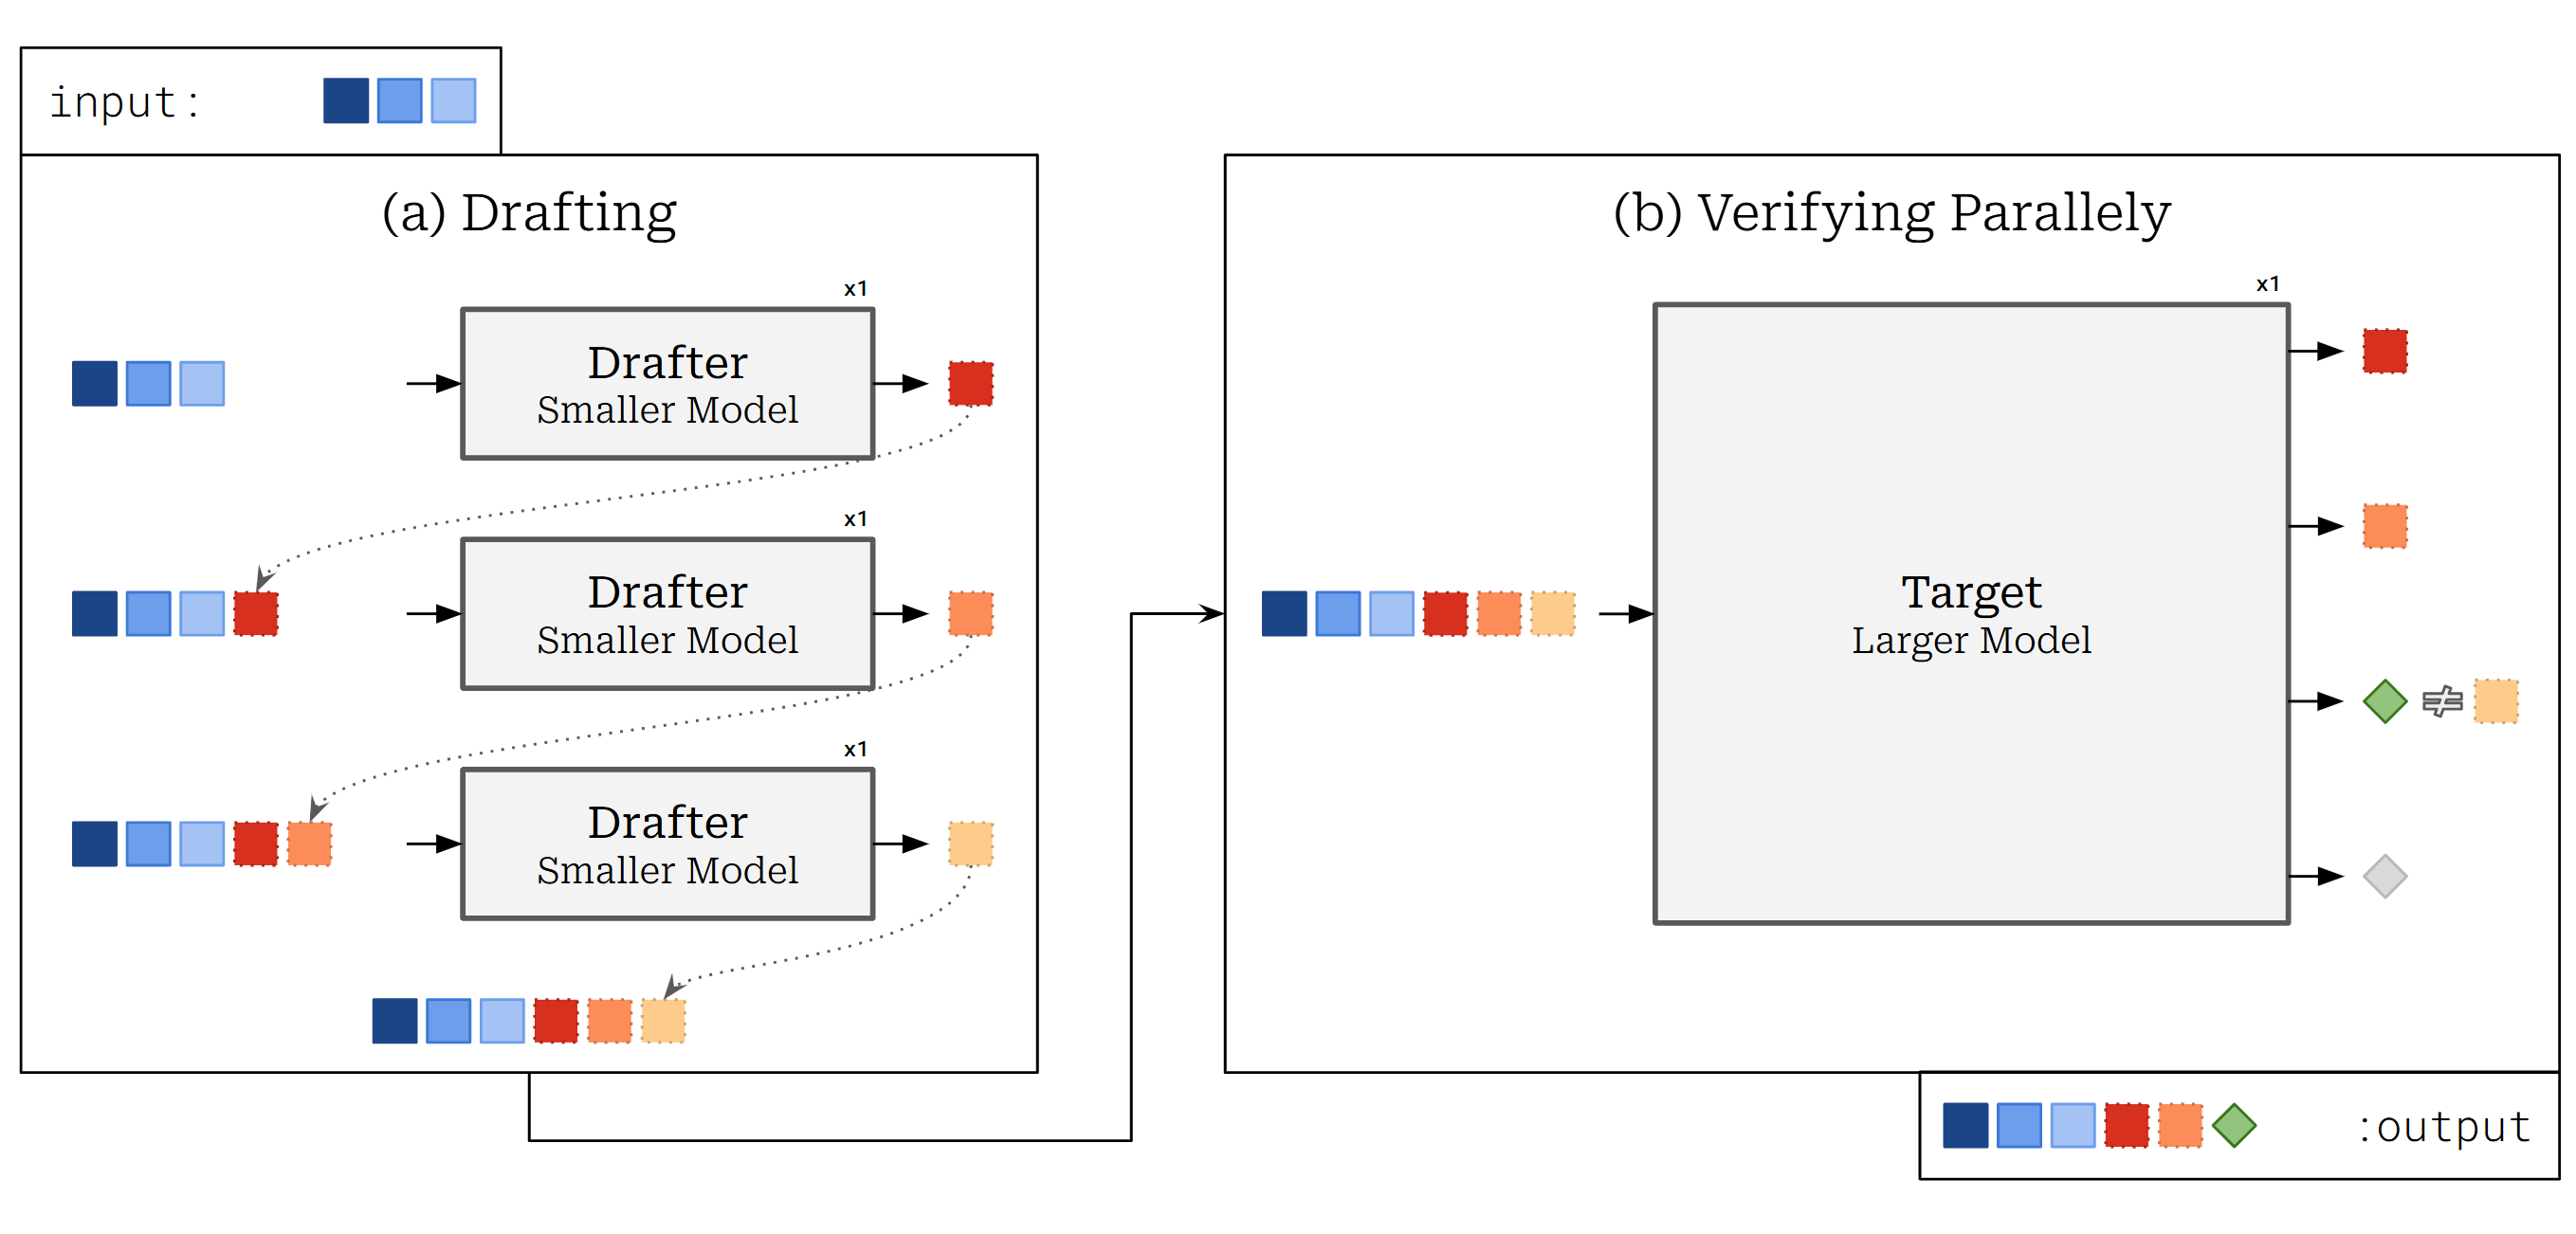 input:
(a) Drafting
x1
Drafter
Smaller Model
x1
Drafter
Smaller Model
x1
Drafter
Smaller Model
(b) Verifying Parallely
x1
Target
Larger Model
≠
:output